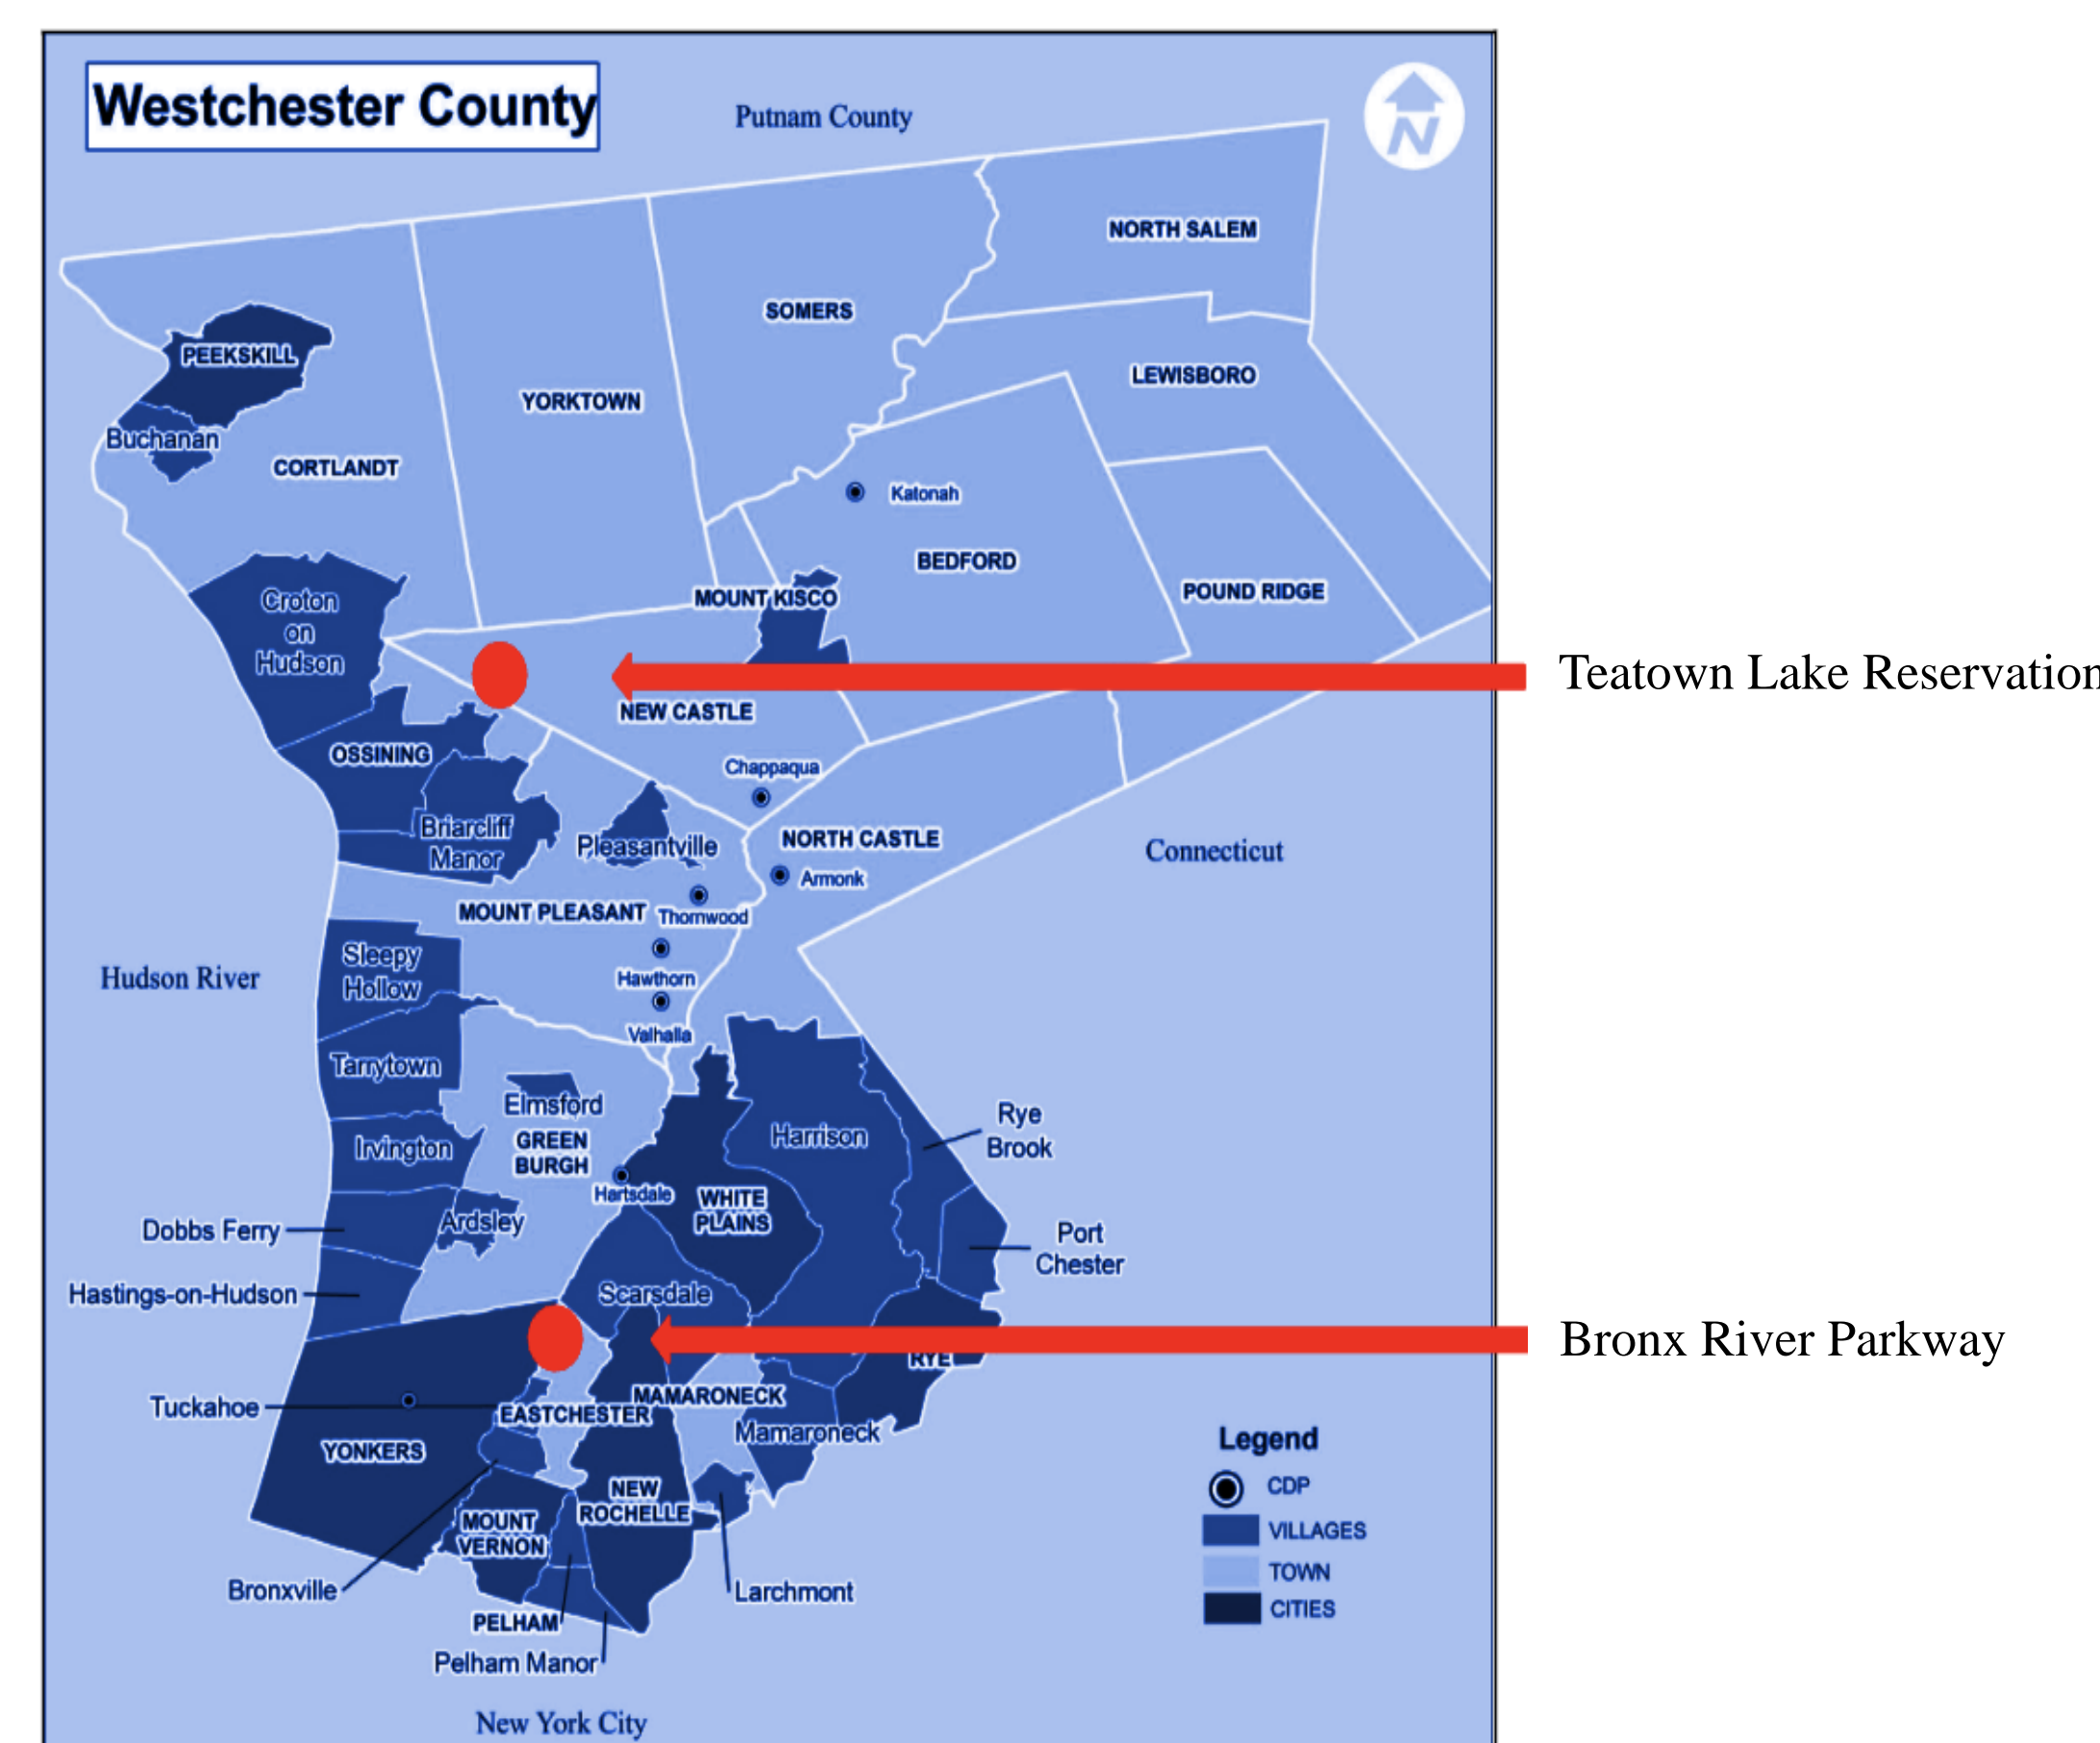 Westchester County
Putnam County
N
NORTH SALEM
SOMERS
PEEKSKILL
LEWISBORO
YORKTOWN
Buchanan
CORTLANDT
Katonah
BEDFORD
Croton
on
Hudson
MOUNT KISCO
POUND RIDGE
Teatown Lake Reservation
NEW CASTLE
OSSINING
Chappaqua
Briarcliff
Manor
Pleasantville
NORTH CASTLE
Connecticut
Armonk
MOUNT PLEASANT
Thornwood
Sleepy
Hollow
Hudson River
Hawthorn
Valhalla
Tarrytown
Elmsford
Rye
Brook
GREEN
BURGH
Harrison
Irvington
Hartsdale
WHITE
PLAINS
Dobbs Ferry
Ardsley
Port
Chester
Hastings-on-Hudson
Scarsdale
Bronx River Parkway
RYE
MAMARONECK
Tuckahoe
EASTCHESTER
Mamaroneck
YONKERS
Legend
CDP
VILLAGES
TOWN
CITIES
NEW
ROCHELLE
MOUNT
VERNON
Bronxville
Larchmont
PELHAM
Pelham Manor
New York City